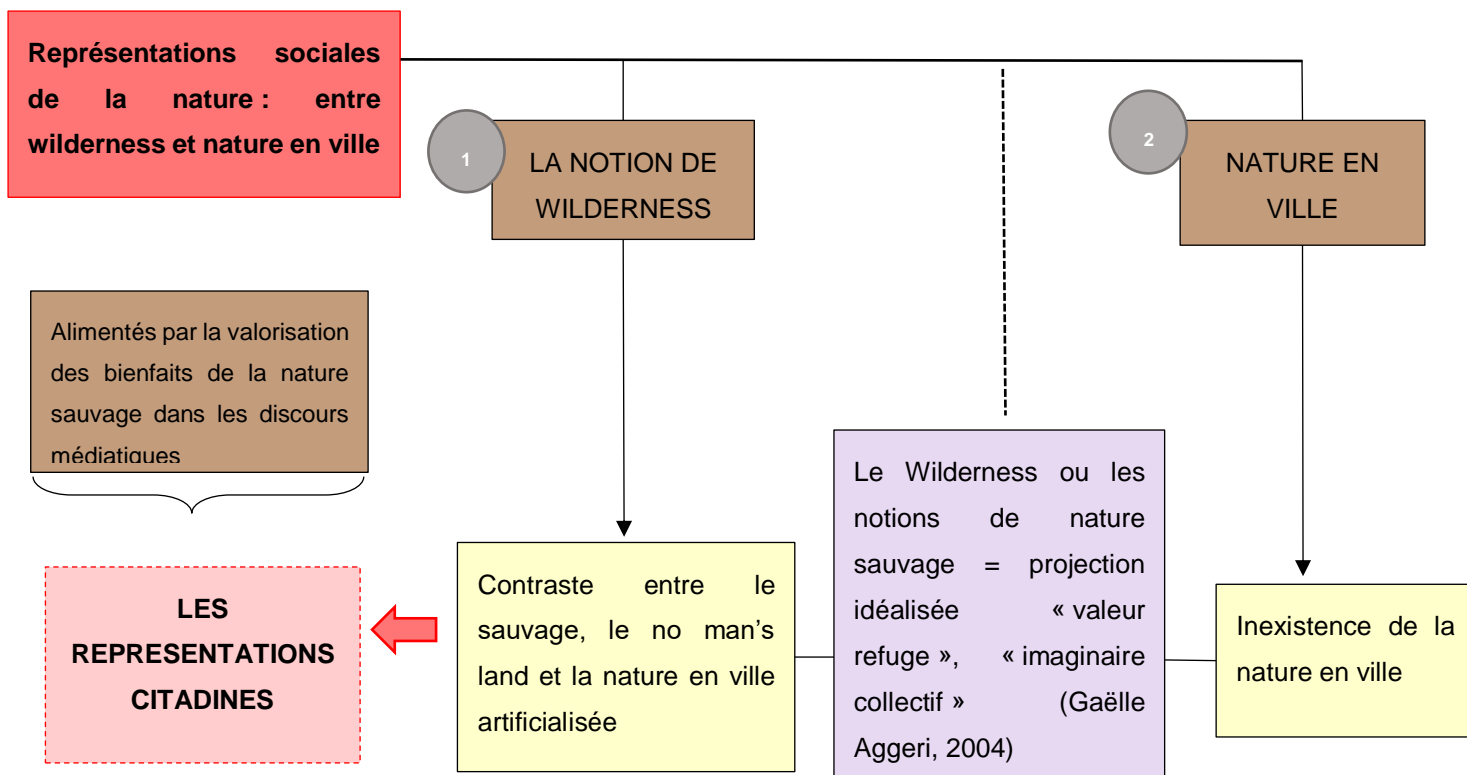 Représentations sociales
de la nature : entre
wilderness et nature en ville
1
LA NOTION DE
WILDERNESS
2
NATURE EN
VILLE
Alimentés par la valorisation
des bienfaits de la nature
sauvage dans les discours
médiatiques
LES
REPRESENTATIONS
CITADINES
Contraste entre le
sauvage, le no man’s
land et la nature en ville
artificialisée
Le Wilderness ou les
notions de nature
sauvage = projection
idéalisée « valeur
refuge », « imaginaire
collectif » (Gaëlle
Aggeri, 2004)
Inexistence de la
nature en ville